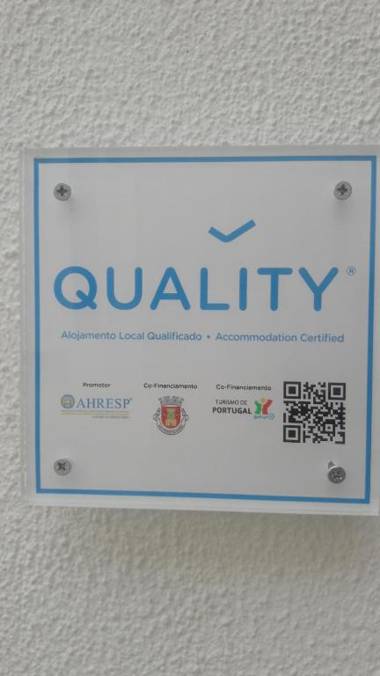 QUALITY®
Alojamento Local Qualificado • Accommodation Certified
Promotor
Co-Financiamento
Co-Financiamento
AHRESP
TURISMO DE
PORTUGAL